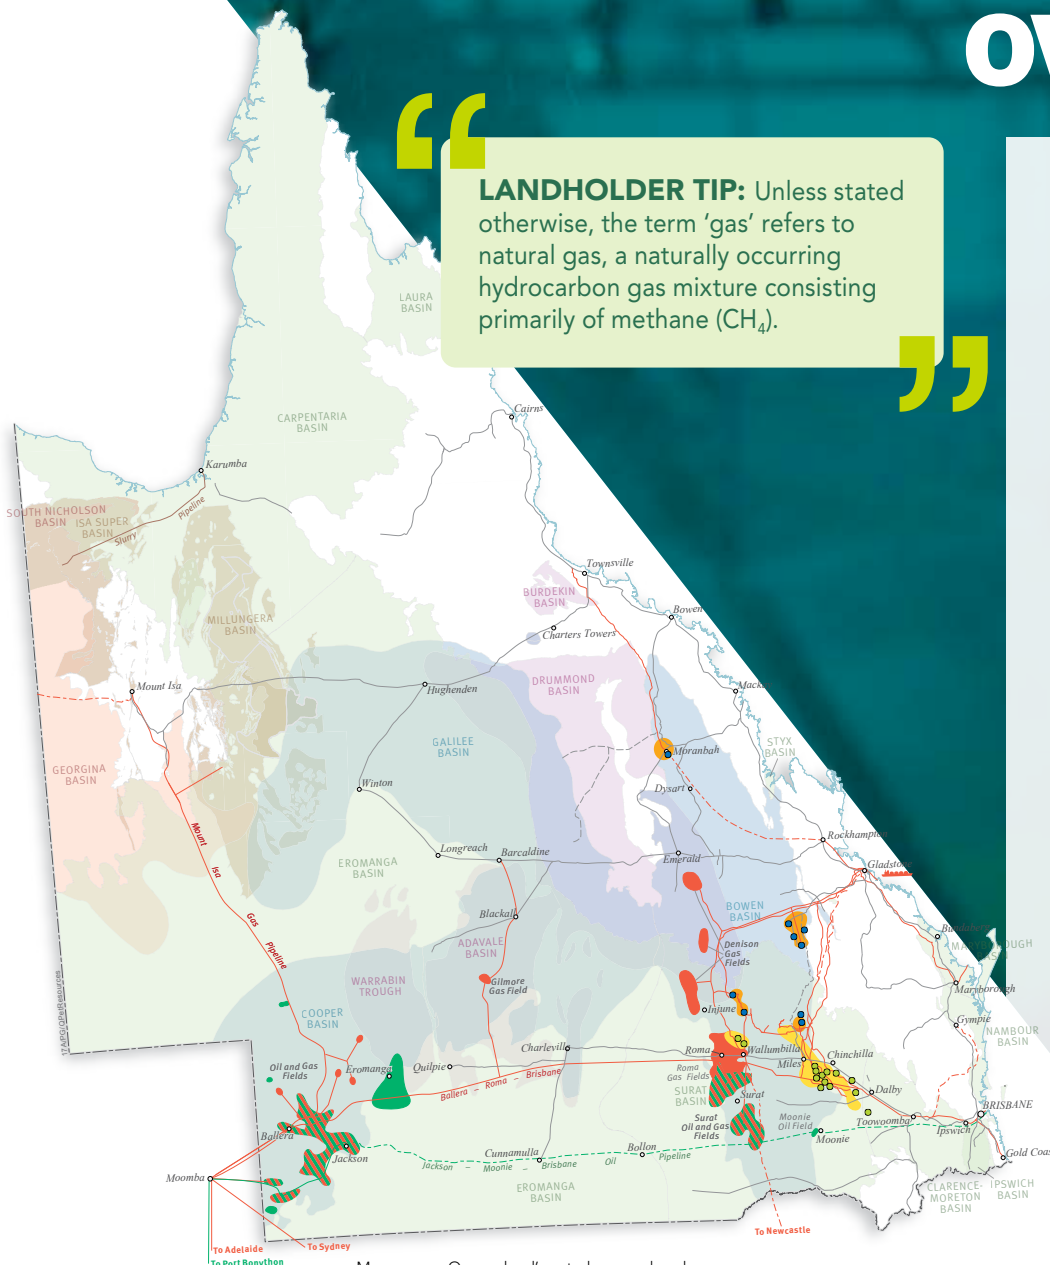 OV
“
LANDHOLDER TIP: Unless stated
otherwise, the term ‘gas’ refers to
natural gas, a naturally occurring
hydrocarbon gas mixture consisting
primarily of methane (CH₄).
”
LAURA
BASIN
CARPENTARIA
BASIN
Cairns
Karumba
SOUTH NICHOLSON
BASIN
ISA SUPER
BASIN
Slurry Pipeline
Townsville
BURDEKIN
BASIN
Bowen
MILLUNGERA
BASIN
Charters Towers
Mount Isa
Hughenden
DRUMMOND
BASIN
Macka
GALILEE
BASIN
Moranbah
STYX
BASIN
GEORGINA
BASIN
Winton
Dysart
Mount Isa Gas Pipeline
Longreach
Barcaldine
Emerald
Rockhampton
EROMANGA
BASIN
Gladstone
Blackall
BOWEN
BASIN
Bundaberg
ADAVALE
BASIN
Denison
Gas
Fields
MARYBOROUGH
BASIN
WARRABIN
TROUGH
Gilmore
Gas Field
Maryborough
COOPER
BASIN
Injune
Gympie
NAMBOUR
BASIN
Charleville
Roma
Wallumbilla
Chinchilla
Oil and Gas
Fields
Eromanga
Quilpie
Roma
Gas Fields
Miles
Ballera – Roma – Brisbane
SURAT
BASIN
Surat
Dalby
BRISBANE
Surat
Oil and Gas
Fields
Moonie
Oil Field
Toowoomba
Ipswich
Ballera
Moonie
Jackson
Cunnamulla
Bollon
Gold Coas
Jackson – Moonie – Brisbane Oil Pipeline
Moomba
EROMANGA
BASIN
CLARENCE-
MORETON
BASIN
IPSWICH
BASIN
To Newcastle
To Adelaide
To Sydney
To Port Bonython